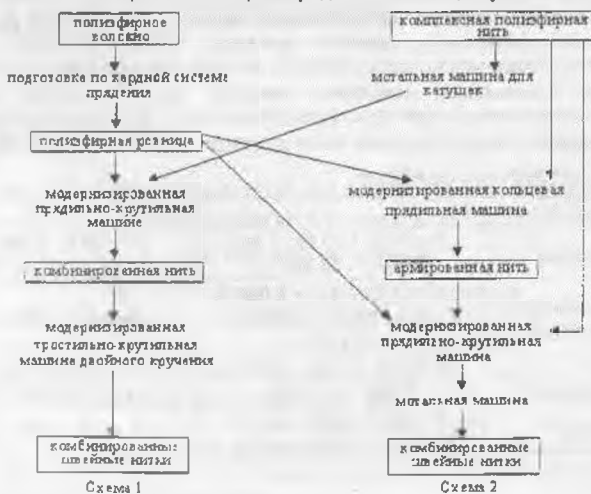 полиэфирное
волокно
подготовка по кардной системе
прядения
полиэфирная ровница
модернизированная
прядильно-крутильная
машине
комбинированная нить
модернизированная
тростильно-крутильная
машина двойного кручения
комбинированные
швейные нитки
Схема 1
комплексная полиэфирная
нить
мотальная машина для
катушек
модернизированная кольцевая
прядильная машина
армированная нить
модернизированная
прядильно-крутильная
машина
мотальная машина
комбинированные
швейные нитки
Схема 2